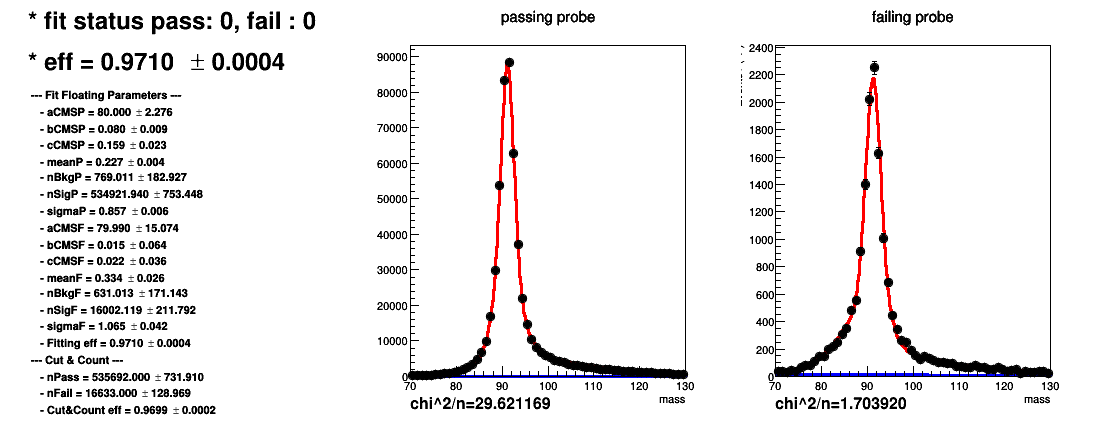 * fit status pass: 0, fail : 0
* eff = 0.9710 ± 0.0004
--- Fit Floating Parameters ---
- aCMSP = 80.000 ± 2.276
- bCMSP = 0.080 ± 0.009
- cCMSP = 0.159 ± 0.023
- meanP = 0.227 ± 0.004
- nBkgP = 769.011 ± 182.927
- nSigP = 534921.940 ± 753.448
- sigmaP = 0.857 ± 0.006
- aCMSF = 79.990 ± 15.074
- bCMSF = 0.015 ± 0.064
- cCMSF = 0.022 ± 0.036
- meanF = 0.334 ± 0.026
- nBkgF = 631.013 ± 171.143
- nSigF = 16002.119 ± 211.792
- sigmaF = 1.065 ± 0.042
- Fitting eff = 0.9710 ± 0.0004
--- Cut & Count ---
- nPass = 535692.000 ± 731.910
- nFail = 16633.000 ± 128.969
- Cut&Count eff = 0.9699 ± 0.0002
passing probe
90000
80000
70000
60000
50000
40000
30000
20000
10000
0
70 80 90 100 110 120 130
mass
chi^2/n=29.621169
failing probe
2400
2200
2000
1800
1600
1400
1200
1000
800
600
400
200
0
70 80 90 100 110 120 130
mass
chi^2/n=1.703920